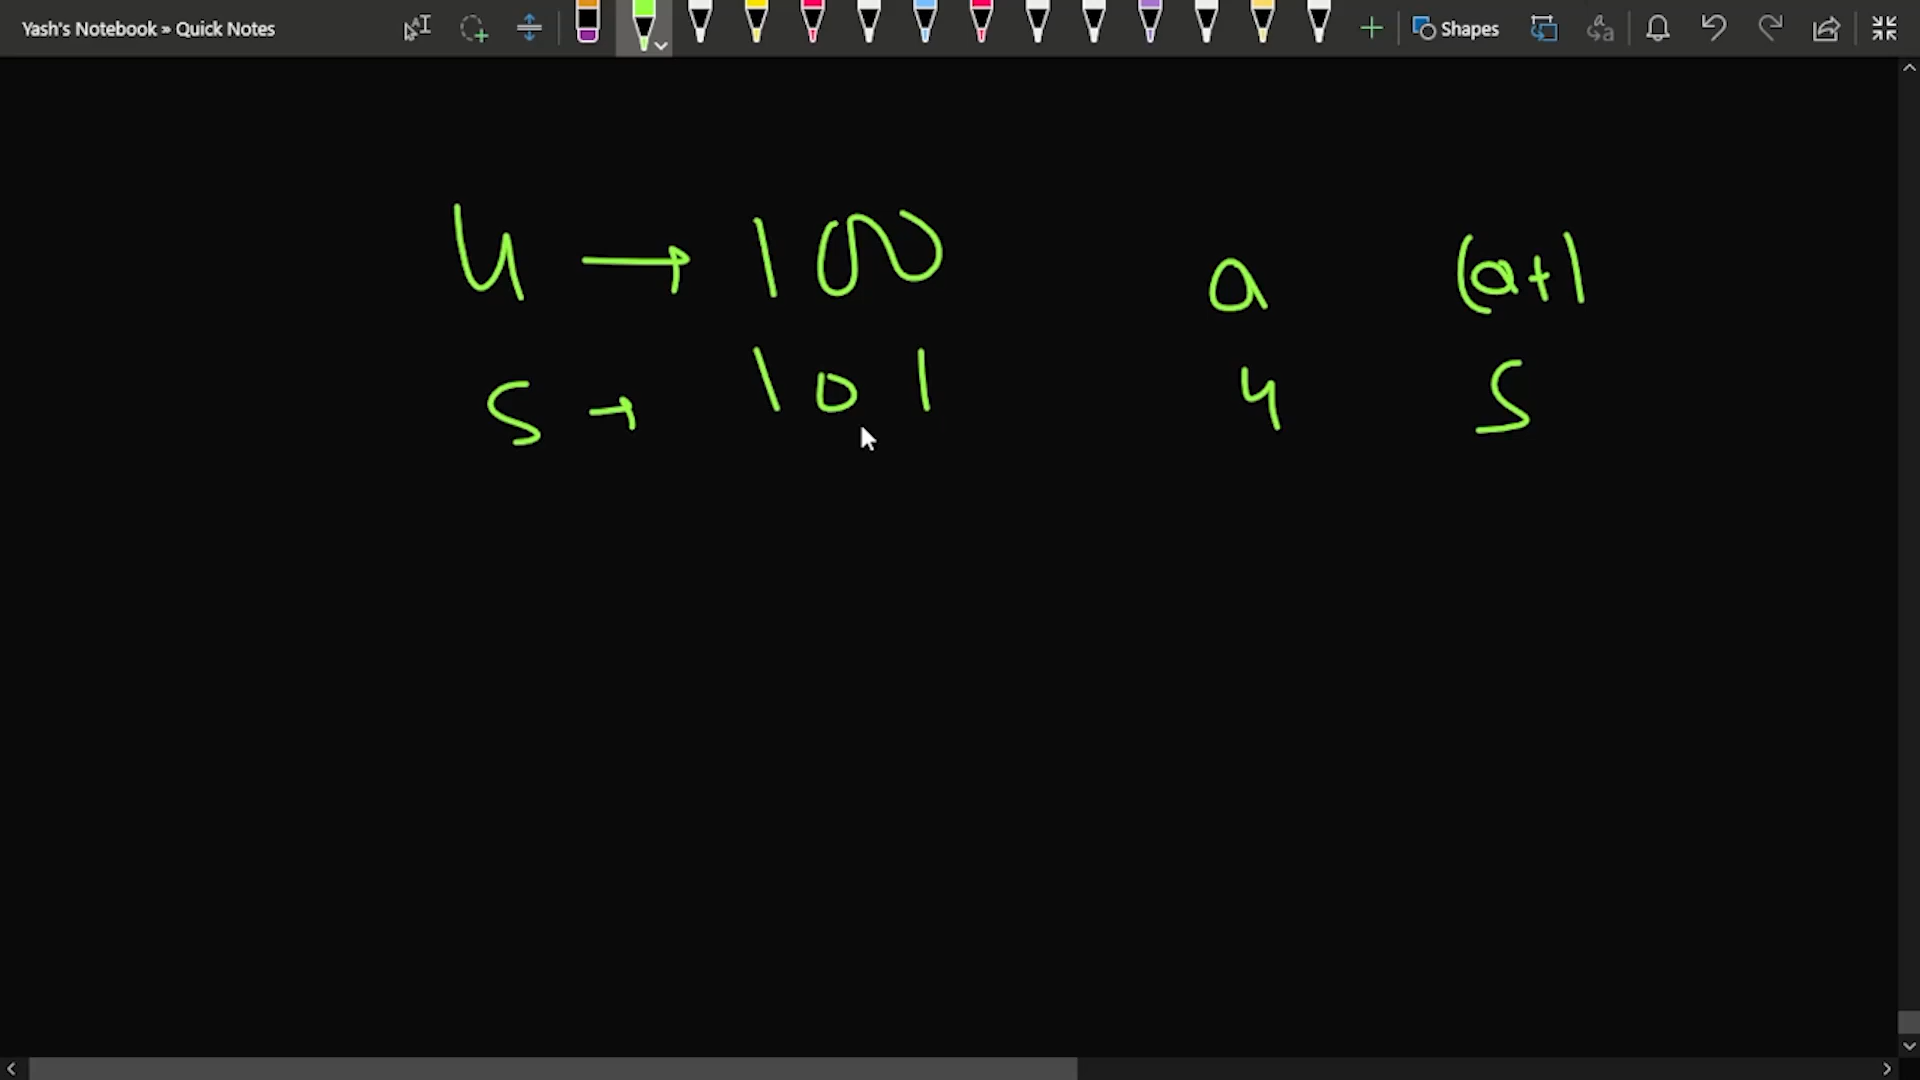 Yash's Notebook » Quick Notes
Shapes
4 → 100 a (a+1
5 → 101 4 5